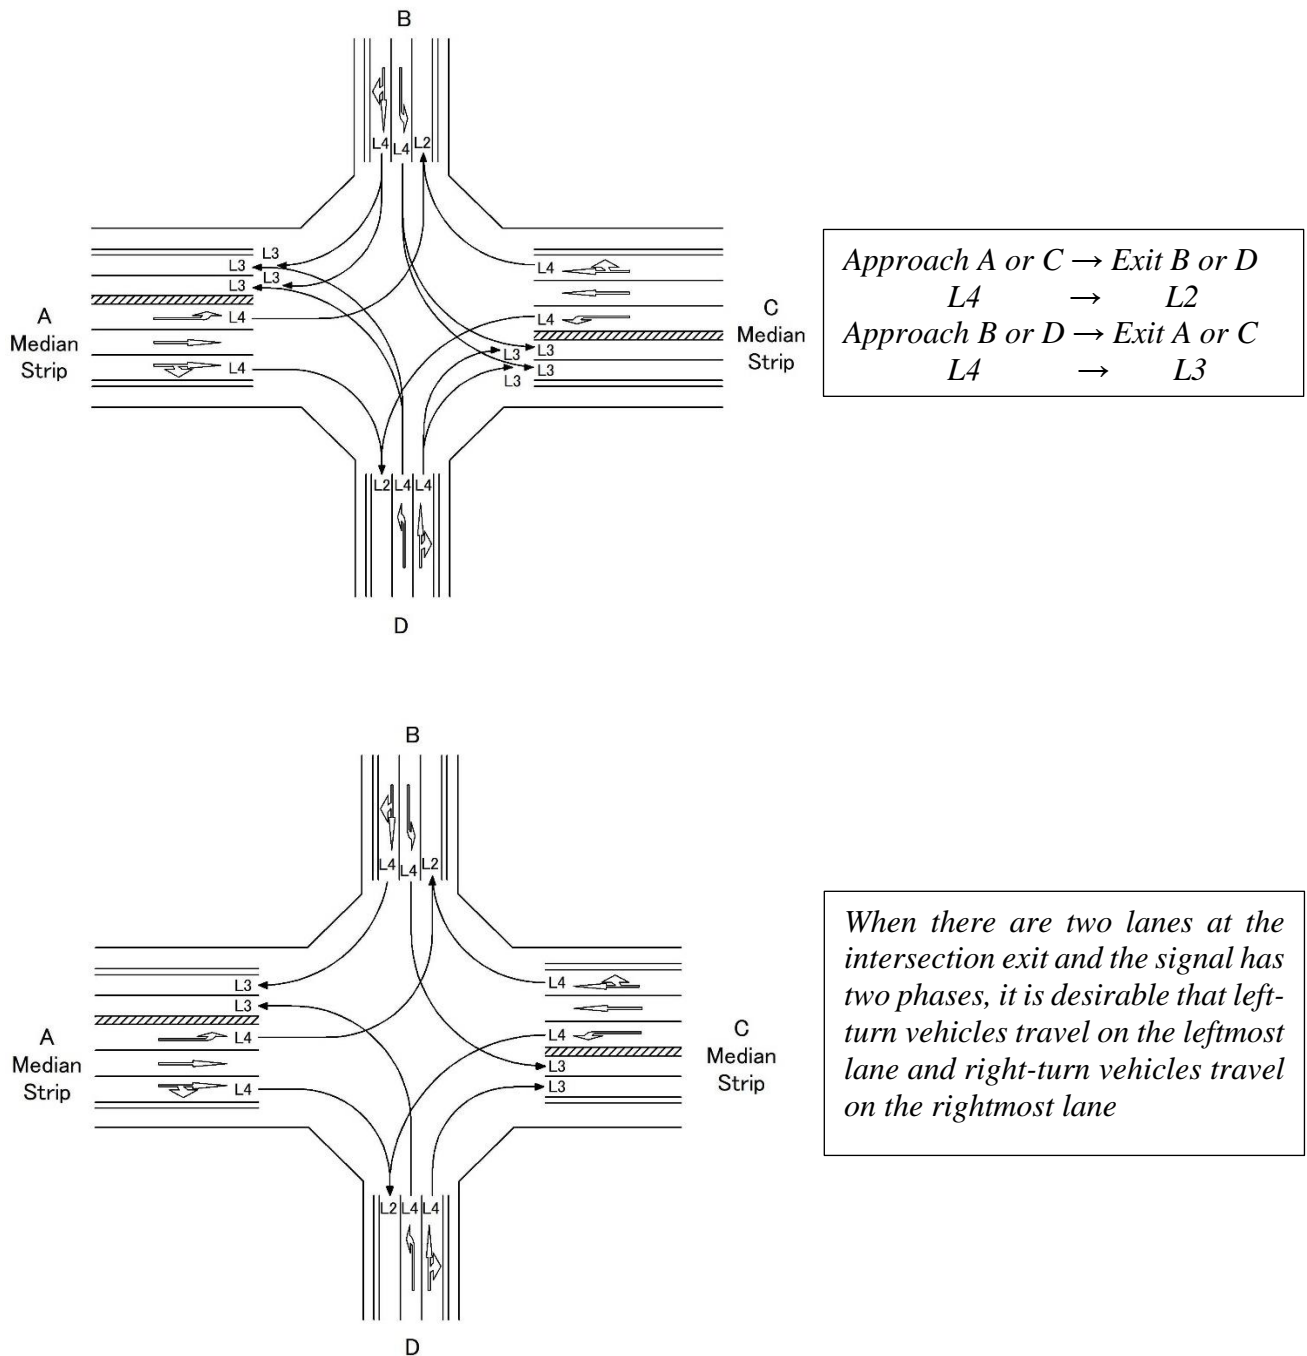 B
L4 L4 L2
L3
L3
L3
L3
L4
L4
L4
L4
L3
L3
L3
L3
A
Median
Strip
C
Median
Strip
L2 L4 L4
D
Approach A or C → Exit B or D
L4 → L2
Approach B or D → Exit A or C
L4 → L3
B
L4 L4 L2
L3
L3
L4
L4
L4
L4
L3
L3
A
Median
Strip
C
Median
Strip
L2 L4 L4
D
When there are two lanes at the
intersection exit and the signal has
two phases, it is desirable that left-
turn vehicles travel on the leftmost
lane and right-turn vehicles travel
on the rightmost lane